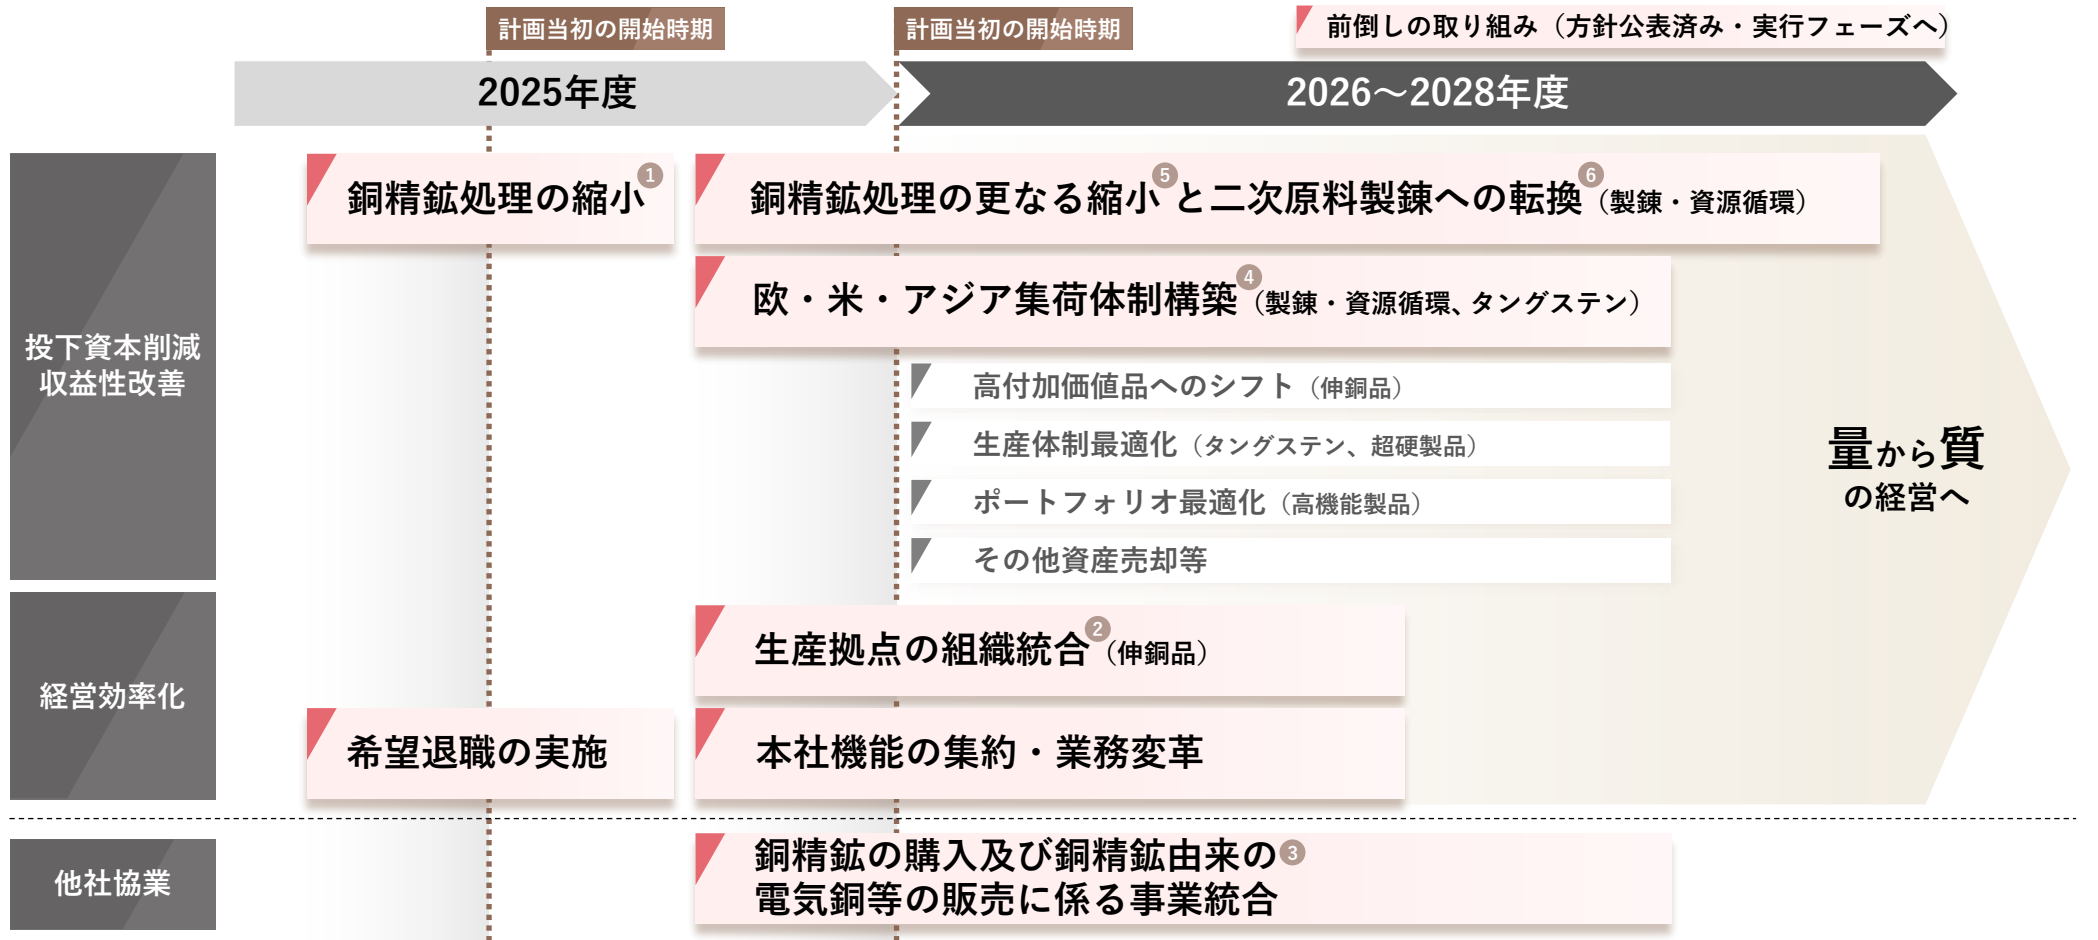 計画当初の開始時期
計画当初の開始時期
前倒しの取り組み（方針公表済み・実行フェーズへ）
2025年度
2026～2028年度
投下資本削減
収益性改善
銅精鉱処理の縮小1
銅精鉱処理の更なる縮小5と二次原料製錬への転換6（製錬・資源循環）
欧・米・アジア集荷体制構築4（製錬・資源循環、タングステン）
高付加価値品へのシフト（伸銅品）
生産体制最適化（タングステン、超硬製品）
ポートフォリオ最適化（高機能製品）
その他資産売却等
量から質
の経営へ
経営効率化
生産拠点の組織統合2（伸銅品）
希望退職の実施
本社機能の集約・業務変革
他社協業
銅精鉱の購入及び銅精鉱由来の3
電気銅等の販売に係る事業統合